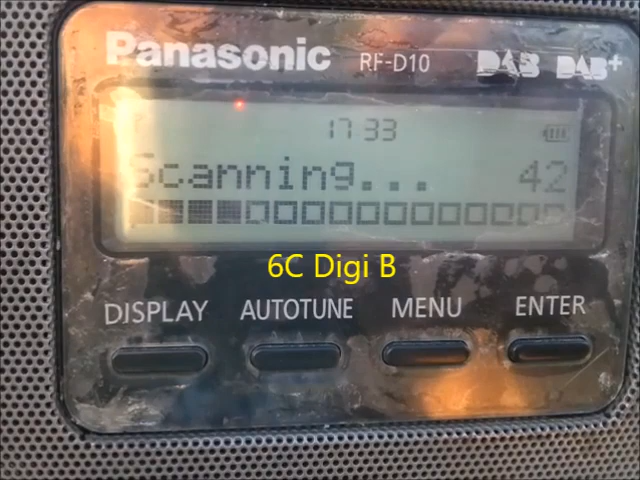 Panasonic RF-D10 DAB DAB+
17:33
Scanning... 42
6C Digi B
DISPLAY AUTOTUNE MENU ENTER